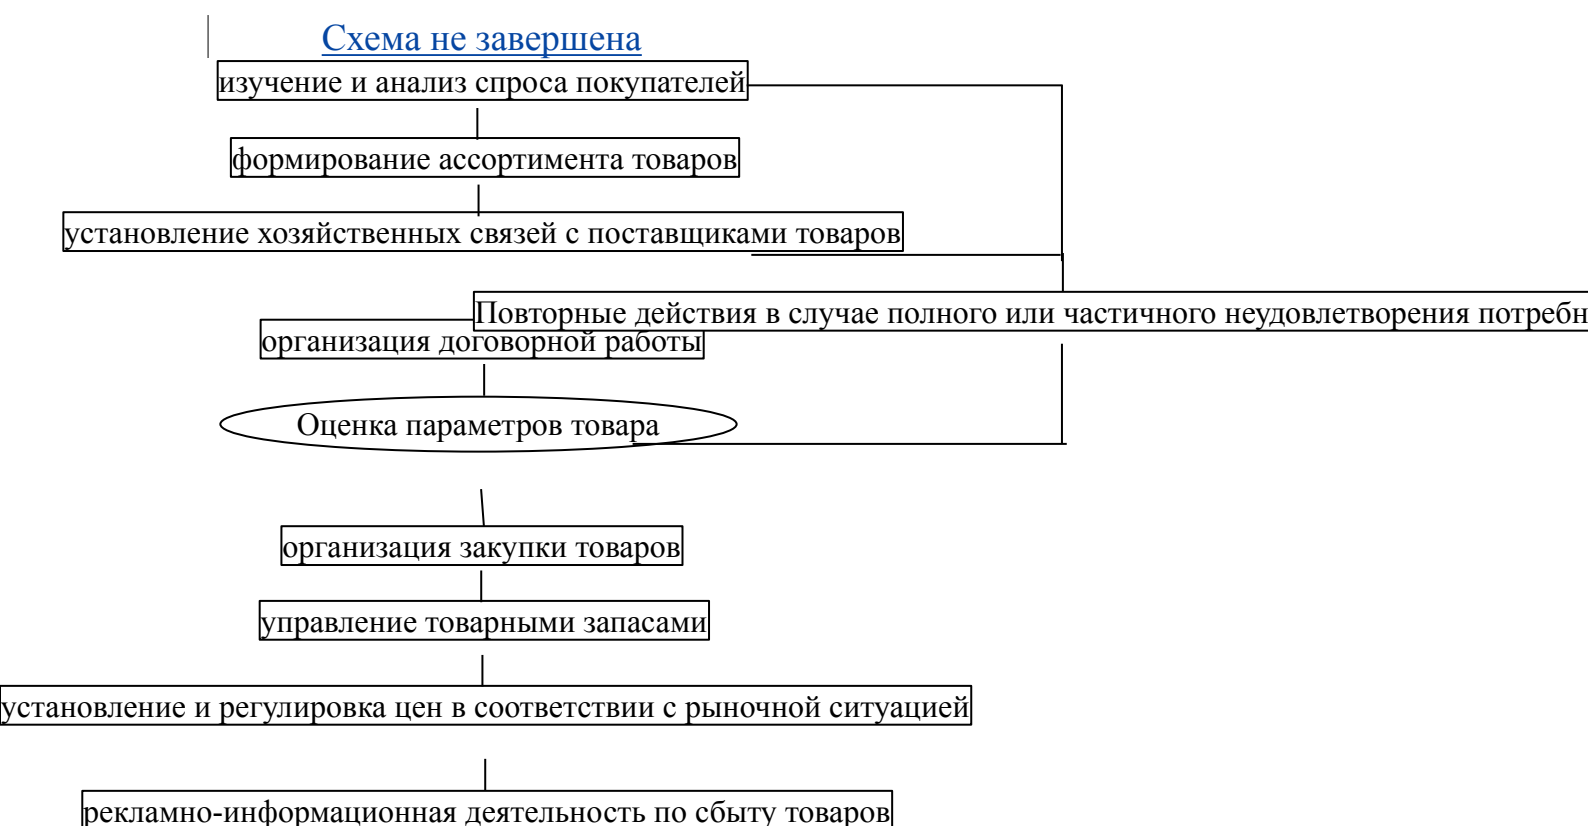 Схема не завершена
изучение и анализ спроса покупателей
формирование ассортимента товаров
установление хозяйственных связей с поставщиками товаров
Повторные действия в случае полного или частичного неудовлетворения
организация договорной работы
Оценка параметров товара
организация закупки товаров
управление товарными запасами
установление и регулировка цен в соответствии с рыночной ситуацией
рекламно-информационная деятельность по сбыту товаров